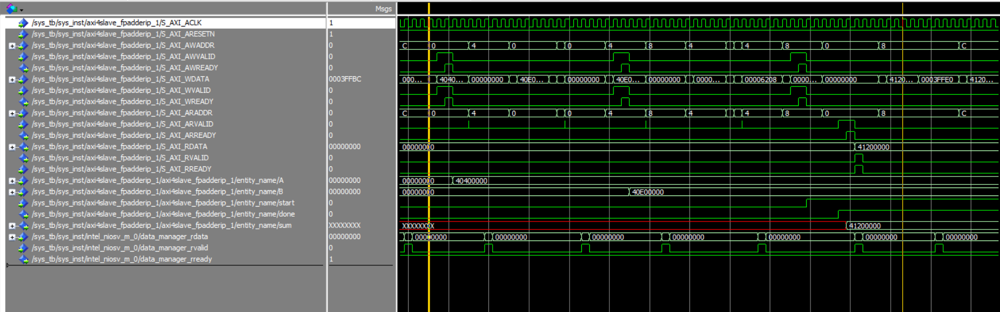 Msgs
/sys_tb/sys_inst/axi4slave_fpadderip_1/S_AXI_ACLK 1
/sys_tb/sys_inst/axi4slave_fpadderip_1/S_AXI_ARESETN 1
/sys_tb/sys_inst/axi4slave_fpadderip_1/S_AXI_AWADDR 0 C 0 4 0 0 4 8 4 4 8 0 8 C
/sys_tb/sys_inst/axi4slave_fpadderip_1/S_AXI_AWVALID 0
/sys_tb/sys_inst/axi4slave_fpadderip_1/S_AXI_AWREADY 0
/sys_tb/sys_inst/axi4slave_fpadderip_1/S_AXI_WDATA 0003FFBC 000... 4040... 00000000 40E0... 00000000 40E0... 00000000 0000... 00006208 0000... 00000000 4120... 0003FFE0 4120...
/sys_tb/sys_inst/axi4slave_fpadderip_1/S_AXI_WVALID 0
/sys_tb/sys_inst/axi4slave_fpadderip_1/S_AXI_WREADY 0
/sys_tb/sys_inst/axi4slave_fpadderip_1/S_AXI_ARADDR 0 C 0 4 0 0 4 8 4 4 8 0 8 C
/sys_tb/sys_inst/axi4slave_fpadderip_1/S_AXI_ARVALID 0
/sys_tb/sys_inst/axi4slave_fpadderip_1/S_AXI_ARREADY 0
/sys_tb/sys_inst/axi4slave_fpadderip_1/S_AXI_RDATA 00000000 00000000 41200000
/sys_tb/sys_inst/axi4slave_fpadderip_1/S_AXI_RVALID 0
/sys_tb/sys_inst/axi4slave_fpadderip_1/S_AXI_RREADY 0
/sys_tb/sys_inst/axi4slave_fpadderip_1/axi4slave_fpadderip_1/entity_name/A 00000000 00000000 40400000
/sys_tb/sys_inst/axi4slave_fpadderip_1/axi4slave_fpadderip_1/entity_name/B 00000000 00000000 40E00000
/sys_tb/sys_inst/axi4slave_fpadderip_1/axi4slave_fpadderip_1/entity_name/start 0
/sys_tb/sys_inst/axi4slave_fpadderip_1/axi4slave_fpadderip_1/entity_name/done 0
/sys_tb/sys_inst/axi4slave_fpadderip_1/axi4slave_fpadderip_1/entity_name/sum XXXXXXXX XXXXXXXX 41200000
/sys_tb/sys_inst/intel_niosv_m_0/data_manager_rdata 00000000 00000000 00000000 00000000 00000000 00000000 00000000 00000000
/sys_tb/sys_inst/intel_niosv_m_0/data_manager_rvalid 0
/sys_tb/sys_inst/intel_niosv_m_0/data_manager_rready 1